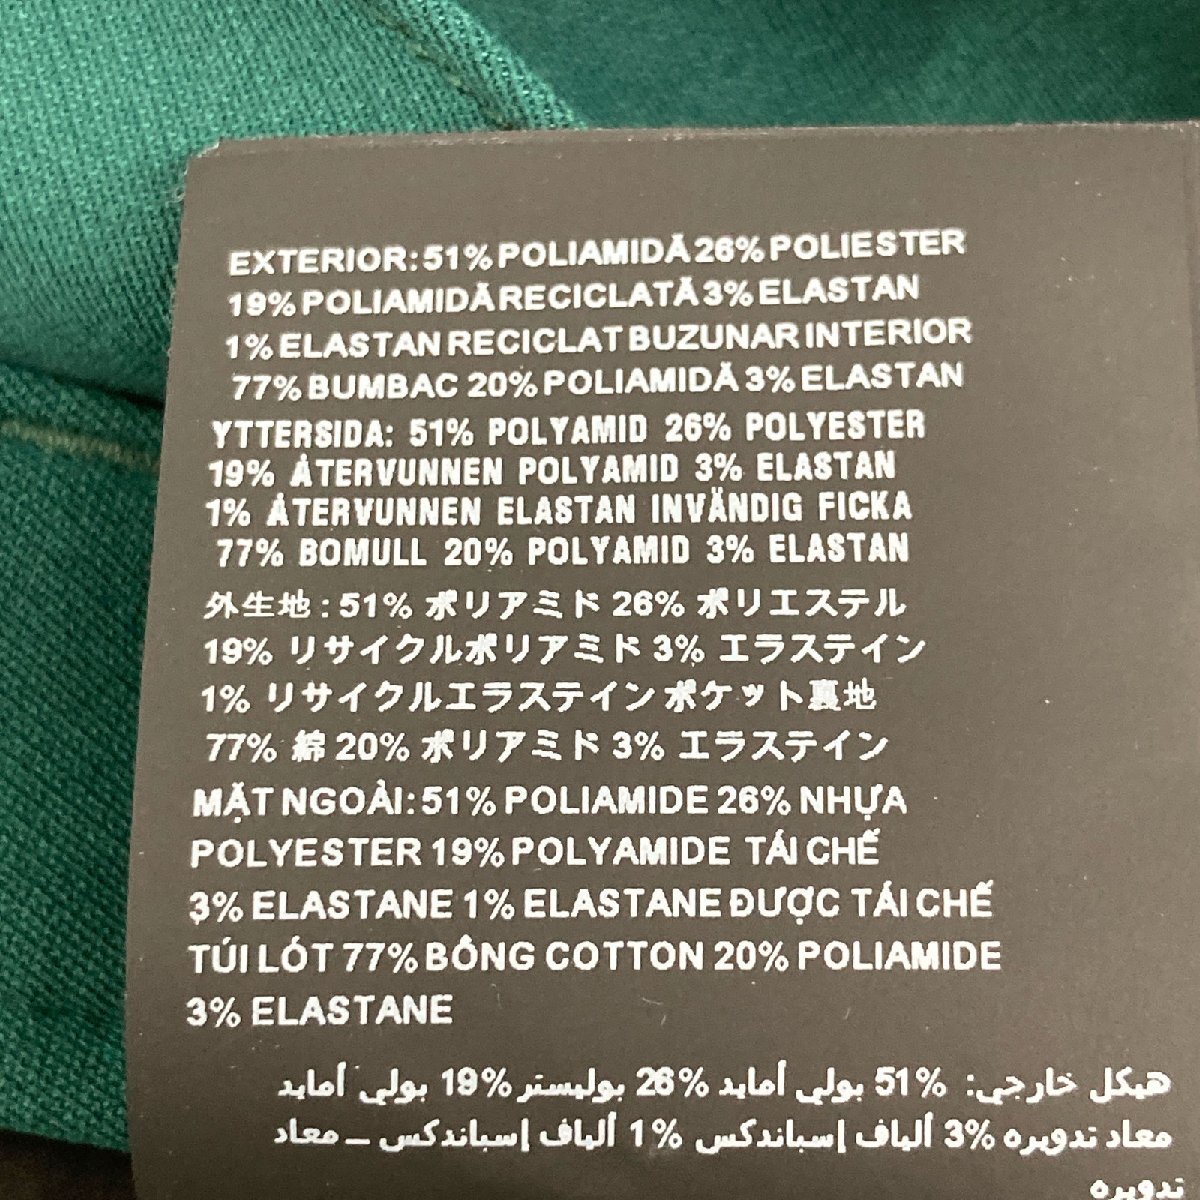 EXTERIOR: 51% POLIAMIDĂ 26% POLIESTER
19% POLIAMIDĂ RECICLATĂ 3% ELASTAN
1% ELASTAN RECICLAT BUZUNAR INTERIOR
77% BUMBAC 20% POLIAMIDĂ 3% ELASTAN
YTTERSIDA: 51% POLYAMID 26% POLYESTER
19% ÅTERVUNNEN POLYAMID 3% ELASTAN
1% ÅTERVUNNEN ELASTAN INVÄNDIG FICKA
77% BOMULL 20% POLYAMID 3% ELASTAN
外生地 : 51% ポリアミド 26% ポリエステル
19% リサイクルポリアミド 3% エラステイン
1% リサイクルエラステイン ポケット裏地
77% 綿 20% ポリアミド 3% エラステイン
MẶT NGOÀI: 51% POLIAMIDE 26% NHỰA
POLYESTER 19% POLYAMIDE TÁI CHẾ
3% ELASTANE 1% ELASTANE ĐƯỢC TÁI CHẾ
TÚI LÓT 77% BÔNG COTTON 20% POLIAMIDE
3% ELASTANE
هيكل خارجي: %51 بولي أمايد %26 بوليستر %19 بولي أمايد
معاد تدويره %3 ألياف إسباندكس %1 ألياف إسباندكس – معاد
تدويره